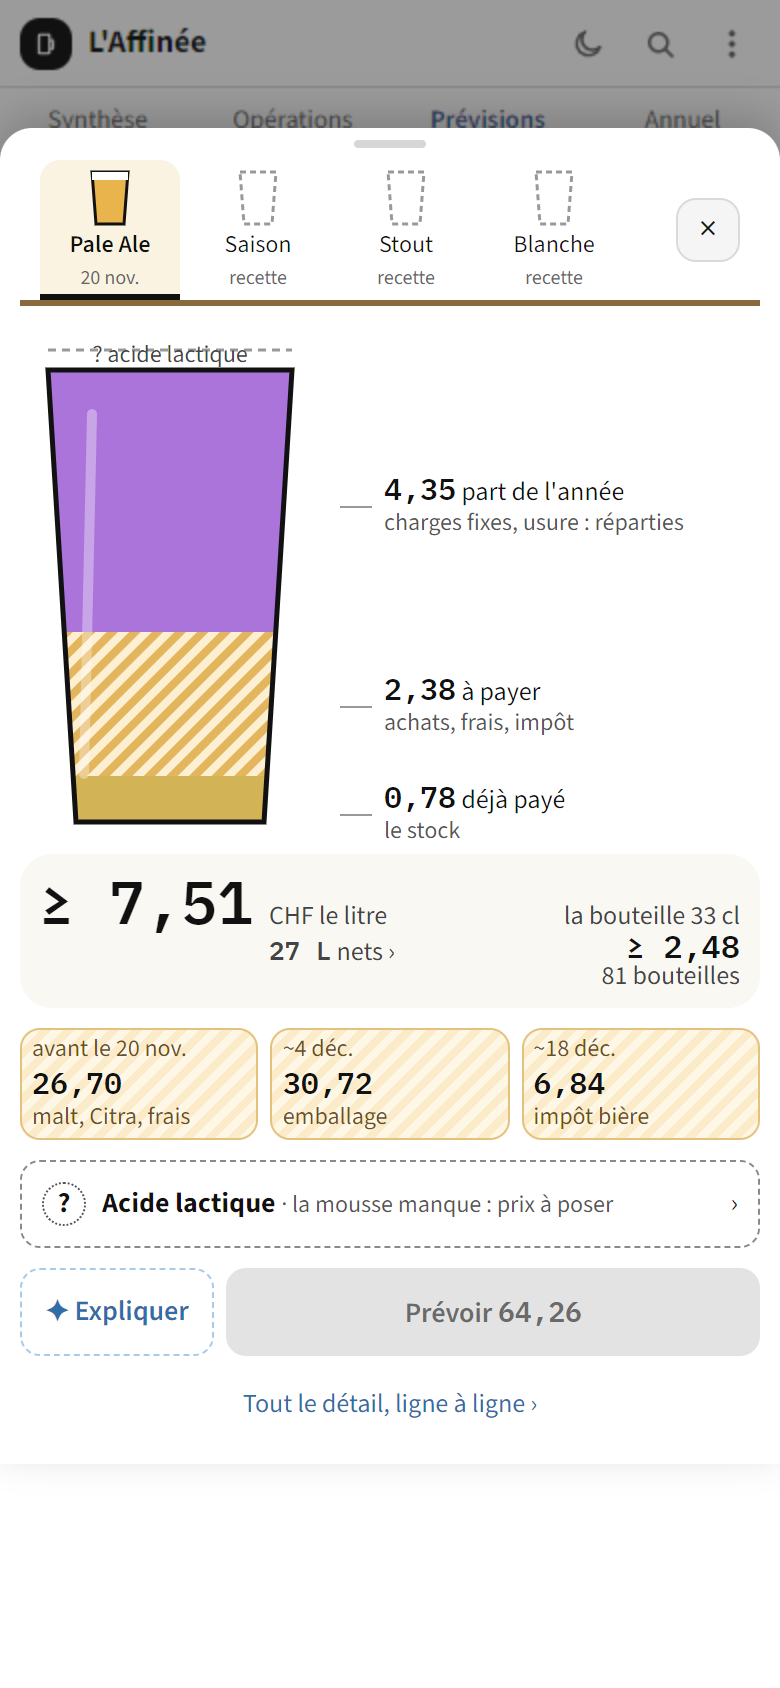 L'Affinée
Synthèse Opérations Prévisions Annuel
Pale Ale Saison Stout Blanche ×
20 nov. recette recette recette
? acide lactique
4,35 part de l'année
charges fixes, usure : réparties
2,38 à payer
achats, frais, impôt
0,78 déjà payé
le stock
≥ 7,51 CHF le litre
27 L nets ›
la bouteille 33 cl
≥ 2,48
81 bouteilles
avant le 20 nov.
26,70
malt, Citra, frais
~4 déc.
30,72
emballage
~18 déc.
6,84
impôt bière
? Acide lactique · la mousse manque : prix à poser ›
✦ Expliquer
Prévoir 64,26
Tout le détail, ligne à ligne ›